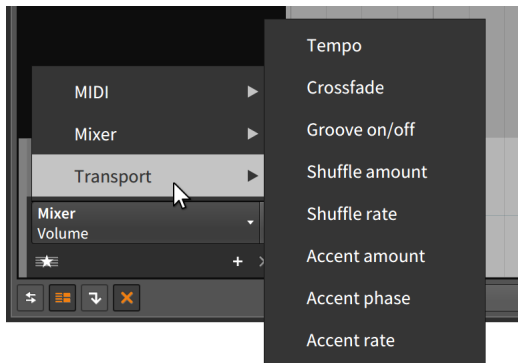 MIDI
Mixer
Transport
Mixer
Volume
Tempo
Crossfade
Groove on/off
Shuffle amount
Shuffle rate
Accent amount
Accent phase
Accent rate